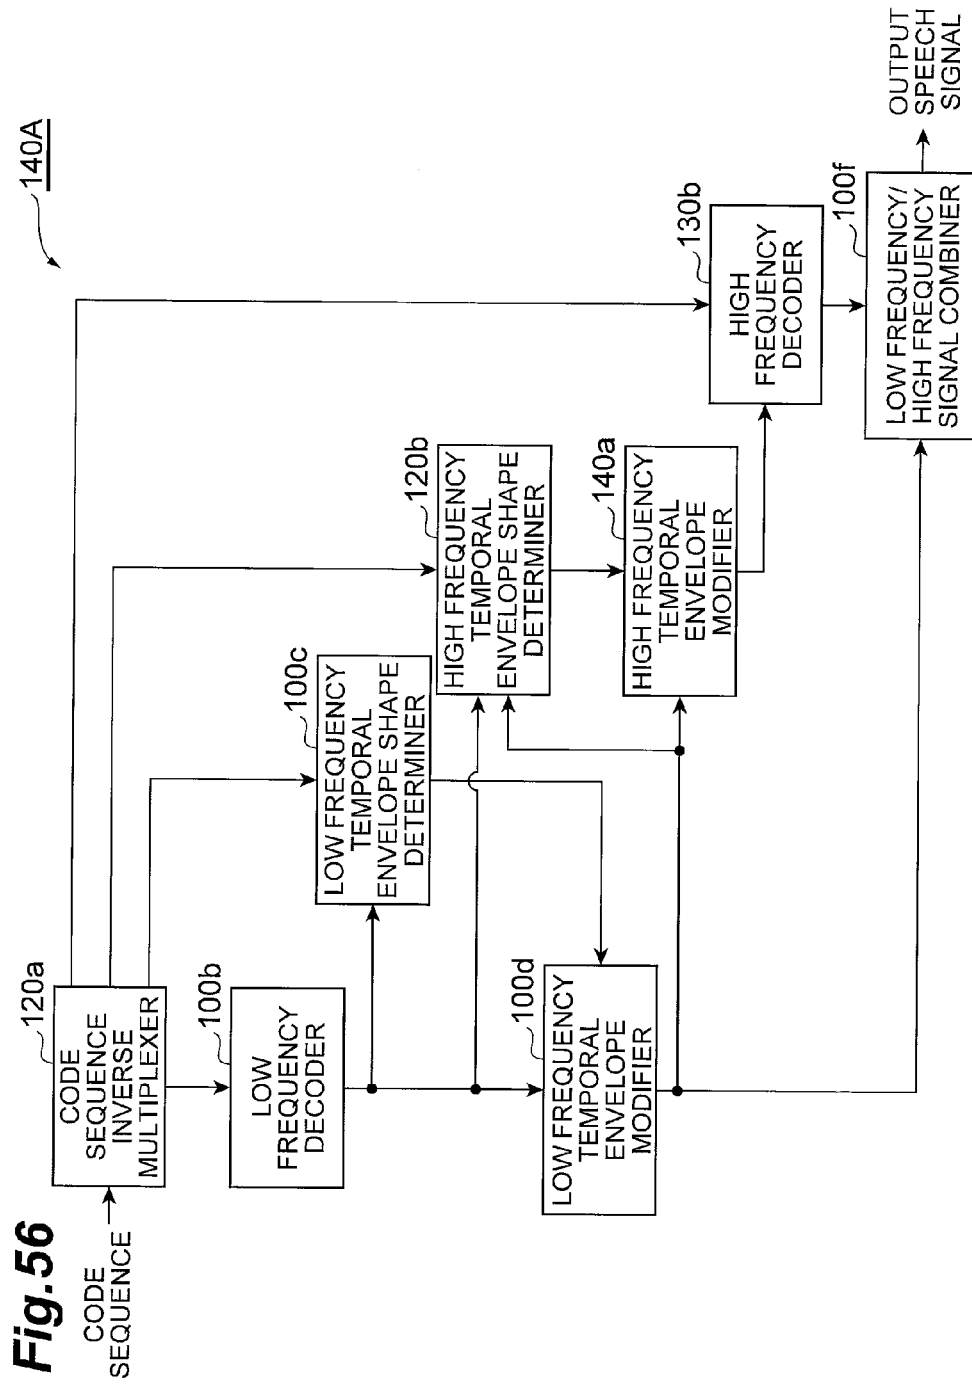 Fig.56
140A
CODE
SEQUENCE
120a
CODE
SEQUENCE
INVERSE
MULTIPLEXER
100b
LOW
FREQUENCY
DECODER
100c
LOW FREQUENCY
TEMPORAL
ENVELOPE SHAPE
DETERMINER
120b
HIGH FREQUENCY
TEMPORAL
ENVELOPE SHAPE
DETERMINER
100d
LOW FREQUENCY
TEMPORAL
ENVELOPE
MODIFIER
140a
HIGH FREQUENCY
TEMPORAL
ENVELOPE
MODIFIER
130b
HIGH
FREQUENCY
DECODER
100f
LOW FREQUENCY/
HIGH FREQUENCY
SIGNAL COMBINER
OUTPUT
SPEECH
SIGNAL